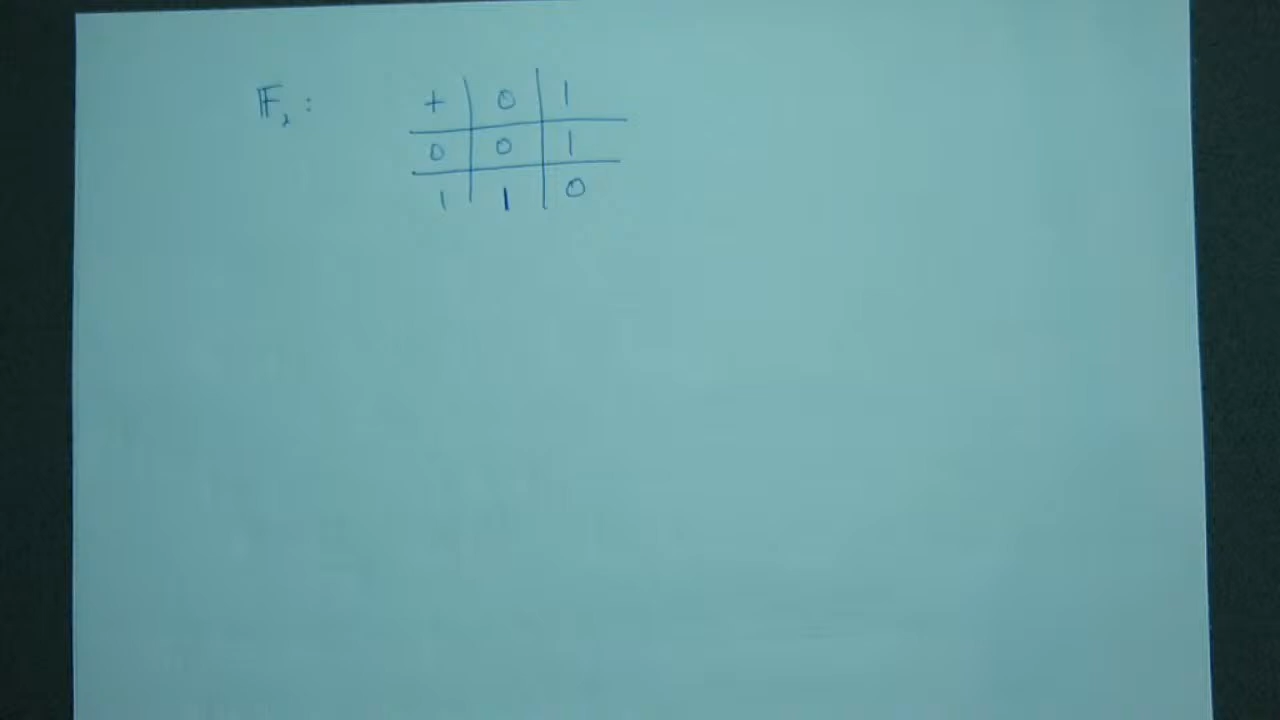 𝔽₂ : + | 0 | 1
0 | 0 | 1
1 | 1 | 0